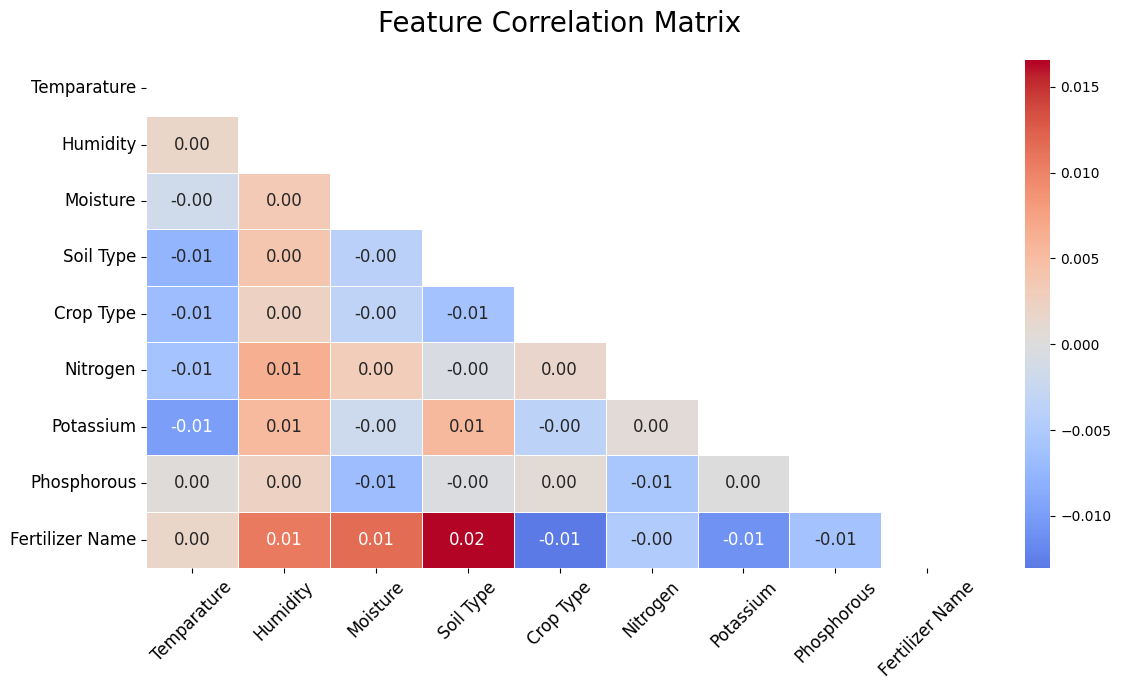 Feature Correlation Matrix
Temparature
Humidity 0.00
Moisture -0.00 0.00
Soil Type -0.01 0.00 -0.00
Crop Type -0.01 0.00 -0.00 -0.01
Nitrogen -0.01 0.01 0.00 -0.00 0.00
Potassium -0.01 0.01 -0.00 0.01 -0.00 0.00
Phosphorous 0.00 0.00 -0.01 -0.00 0.00 -0.01 0.00
Fertilizer Name 0.00 0.01 0.01 0.02 -0.01 -0.00 -0.01 -0.01
Temparature Humidity Moisture Soil Type Crop Type Nitrogen Potassium Phosphorous Fertilizer Name
0.015
0.010
0.005
0.000
−0.005
−0.010